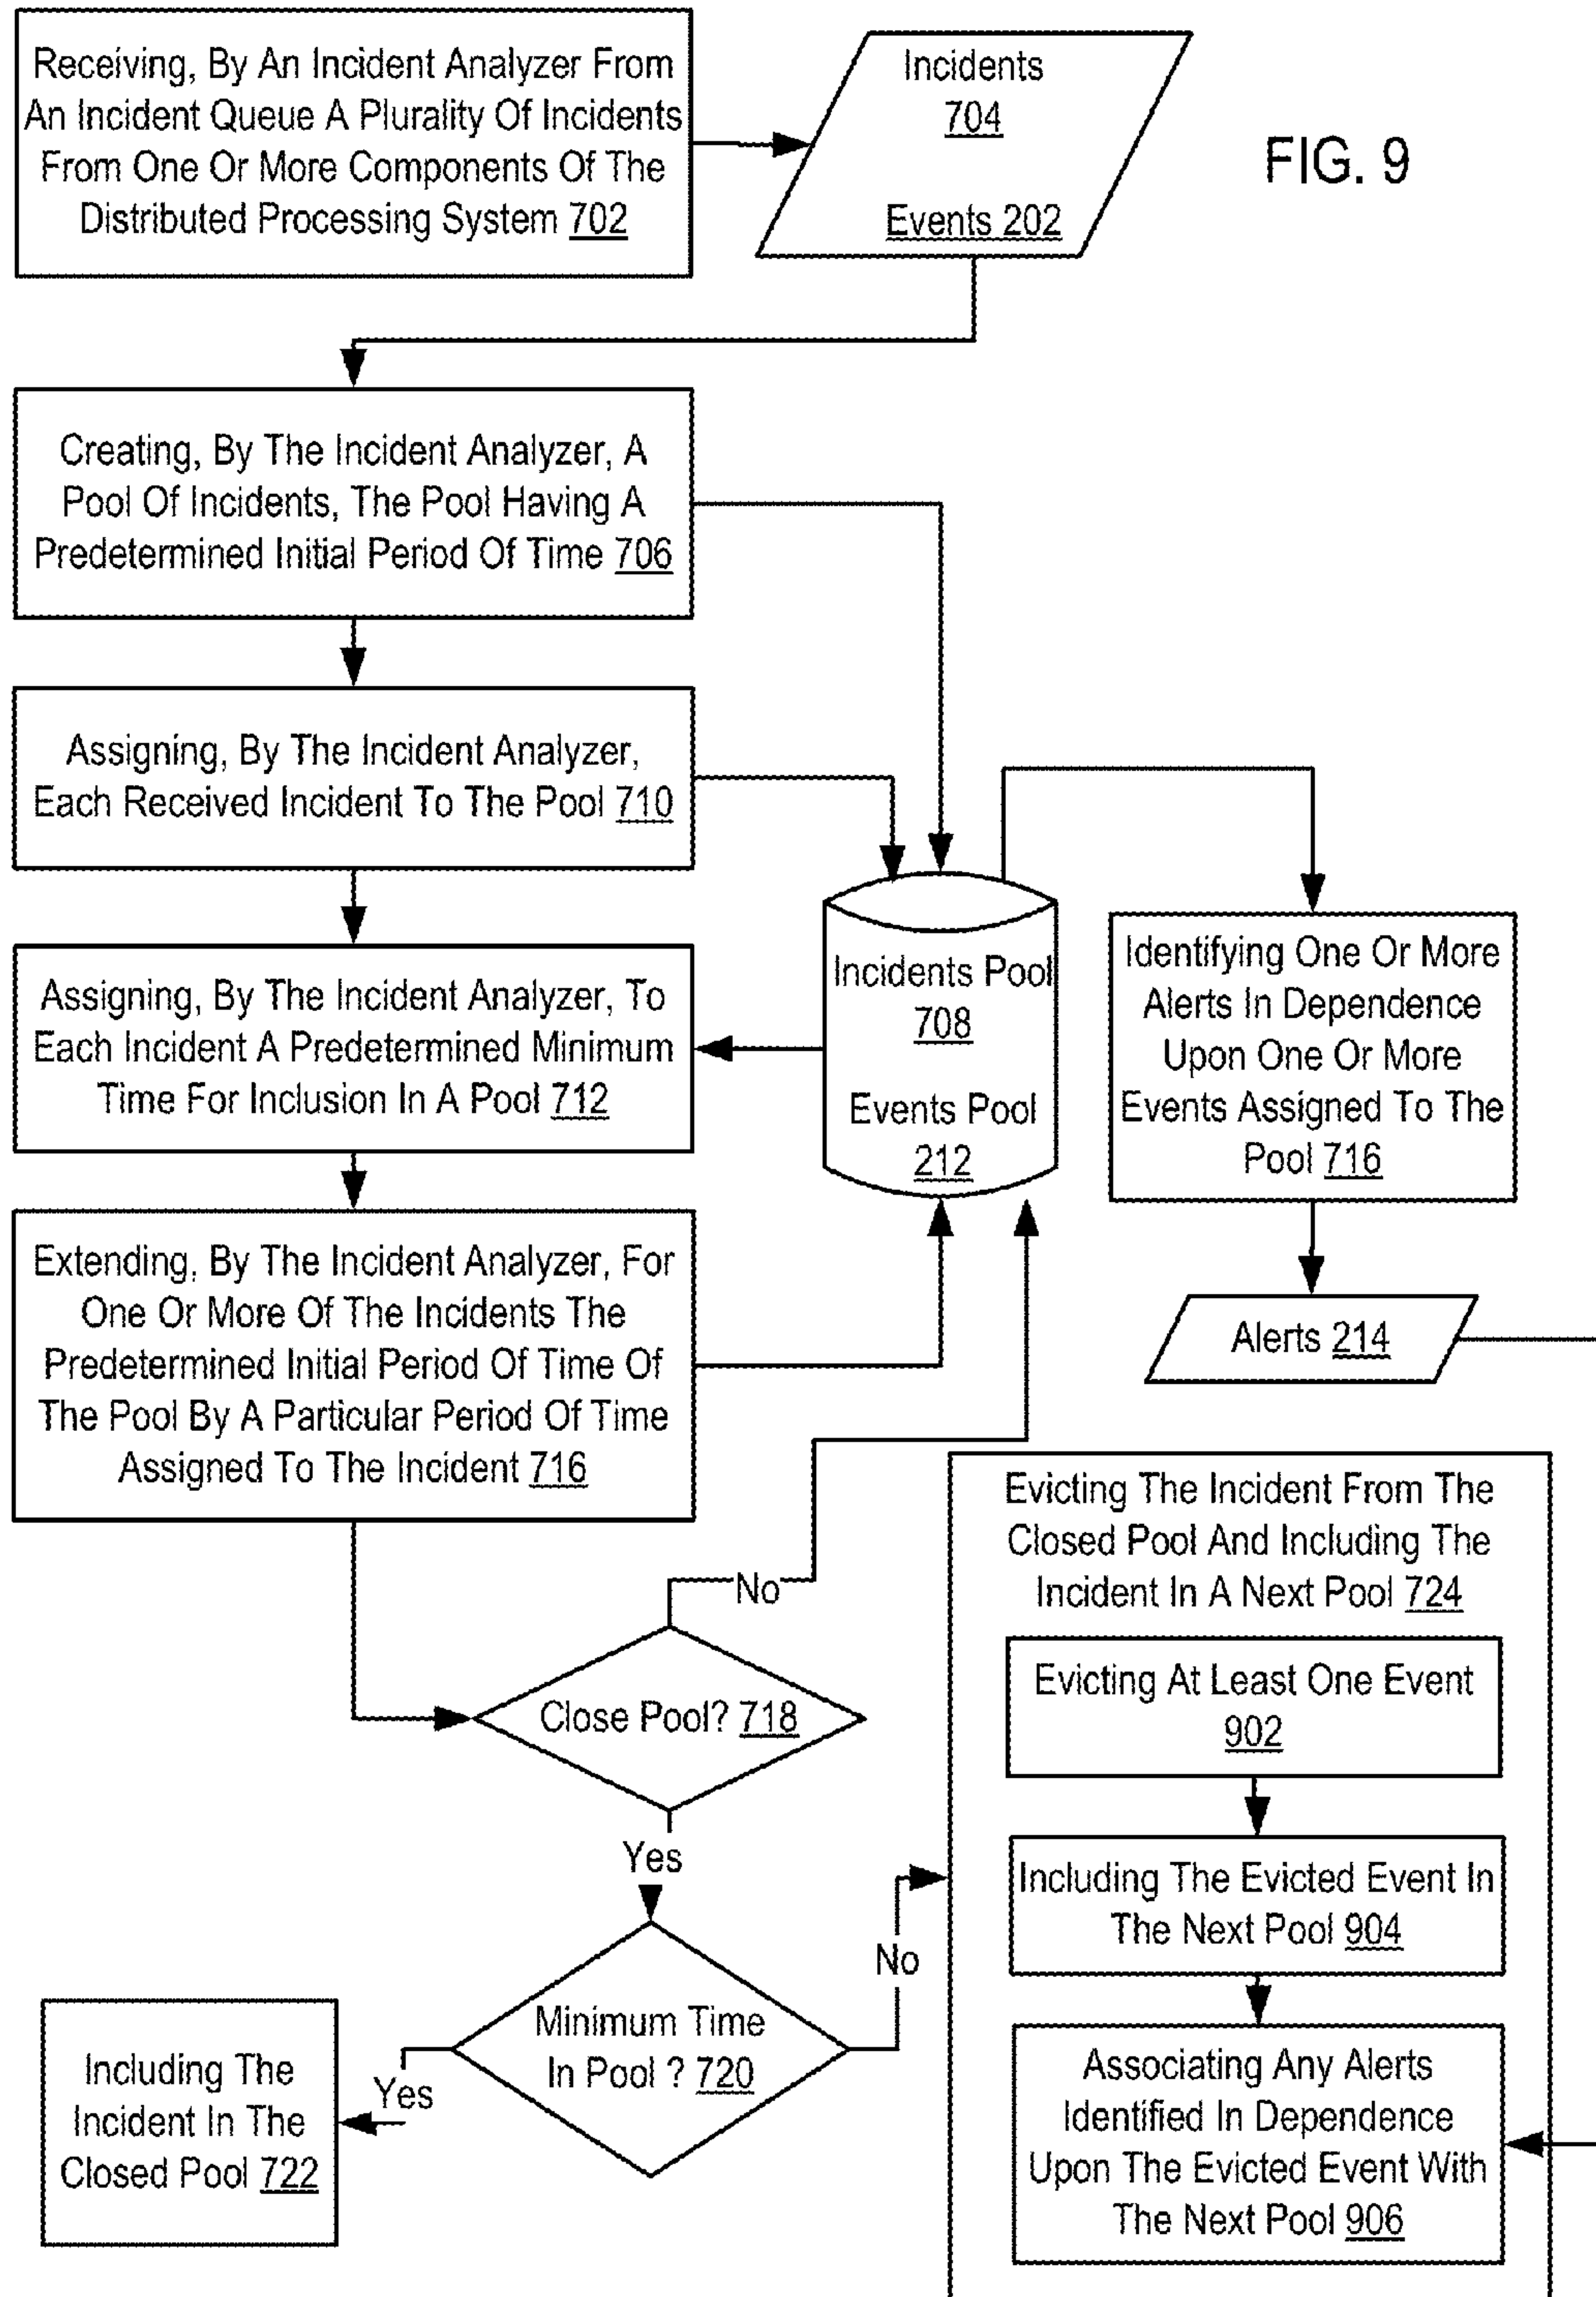 Receiving, By An Incident Analyzer From
An Incident Queue A Plurality Of Incidents
From One Or More Components Of The
Distributed Processing System 702
Incidents
704
Events 202
FIG. 9
Creating, By The Incident Analyzer, A
Pool Of Incidents, The Pool Having A
Predetermined Initial Period Of Time 706
Assigning, By The Incident Analyzer,
Each Received Incident To The Pool 710
Assigning, By The Incident Analyzer, To
Each Incident A Predetermined Minimum
Time For Inclusion In A Pool 712
Incidents Pool
708
Events Pool
212
Identifying One Or More
Alerts In Dependence
Upon One Or More
Events Assigned To The
Pool 716
Alerts 214
Extending, By The Incident Analyzer, For
One Or More Of The Incidents The
Predetermined Initial Period Of Time Of
The Pool By A Particular Period Of Time
Assigned To The Incident 716
No
Close Pool? 718
Yes
Minimum Time
In Pool ? 720
Yes
No
Including The
Incident In The
Closed Pool 722
Evicting The Incident From The
Closed Pool And Including The
Incident In A Next Pool 724
Evicting At Least One Event
902
Including The Evicted Event In
The Next Pool 904
Associating Any Alerts
Identified In Dependence
Upon The Evicted Event With
The Next Pool 906